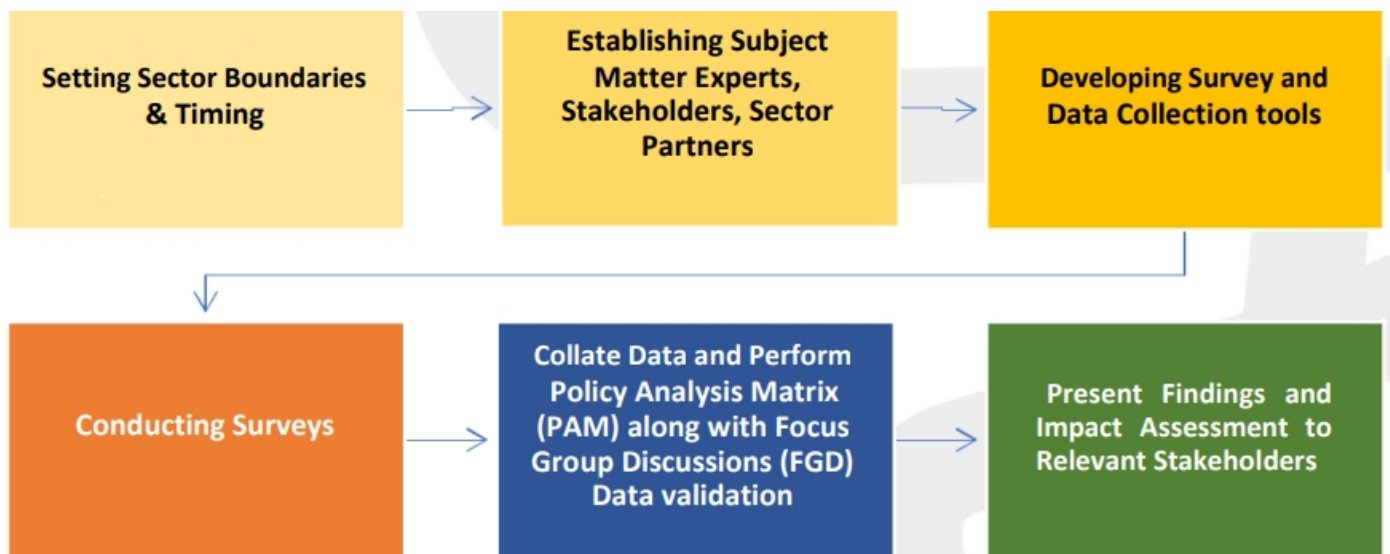 Setting Sector Boundaries
& Timing
Establishing Subject
Matter Experts,
Stakeholders, Sector
Partners
Developing Survey and
Data Collection tools
Conducting Surveys
Collate Data and Perform
Policy Analysis Matrix
(PAM) along with Focus
Group Discussions (FGD)
Data validation
Present Findings and
Impact Assessment to
Relevant Stakeholders